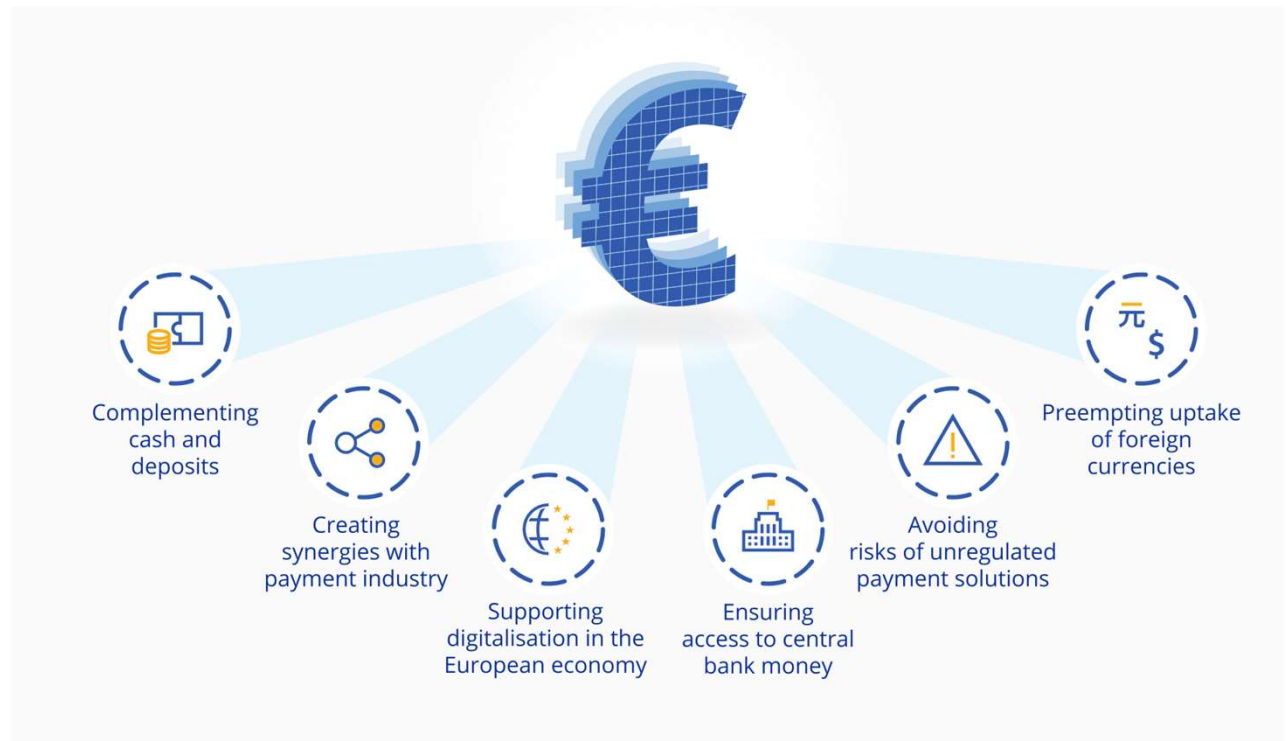 €
Complementing
cash and
deposits
Creating
synergies with
payment industry
Supporting
digitalisation in the
European economy
Ensuring
access to central
bank money
!
Avoiding
risks of unregulated
payment solutions
元
$
Preempting uptake
of foreign
currencies